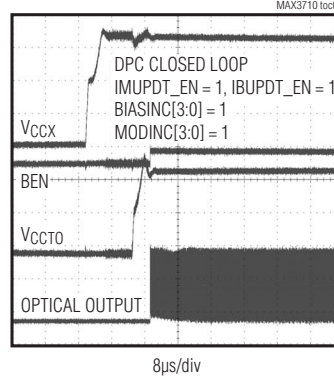 MAX3710 toc
DPC CLOSED LOOP
IMUPDT_EN = 1, IBUPDT_EN = 1
BIASINC[3:0] = 1
MODINC[3:0] = 1
VCCX
BEN
VCCTO
OPTICAL OUTPUT
8µs/div